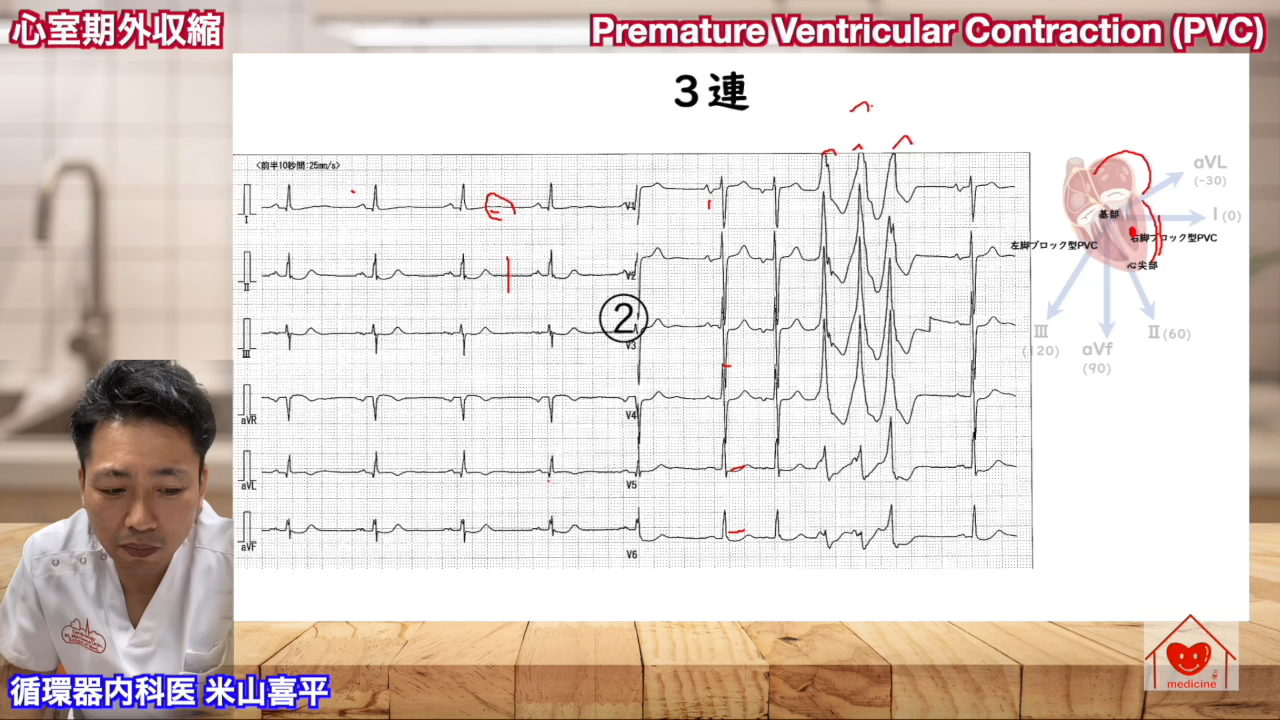 心室期外収縮
Premature Ventricular Contraction (PVC)
3連
<前半10秒間:25mm/s>
I
II
III
aVR
aVL
aVF
V1
V2
②
V3
V4
V5
V6
aVL
(-30)
I (0)
基部
左脚ブロック型PVC
右脚ブロック型PVC
心尖部
III
(120)
aVf
(90)
II (60)
循環器内科医 米山喜平
medicine